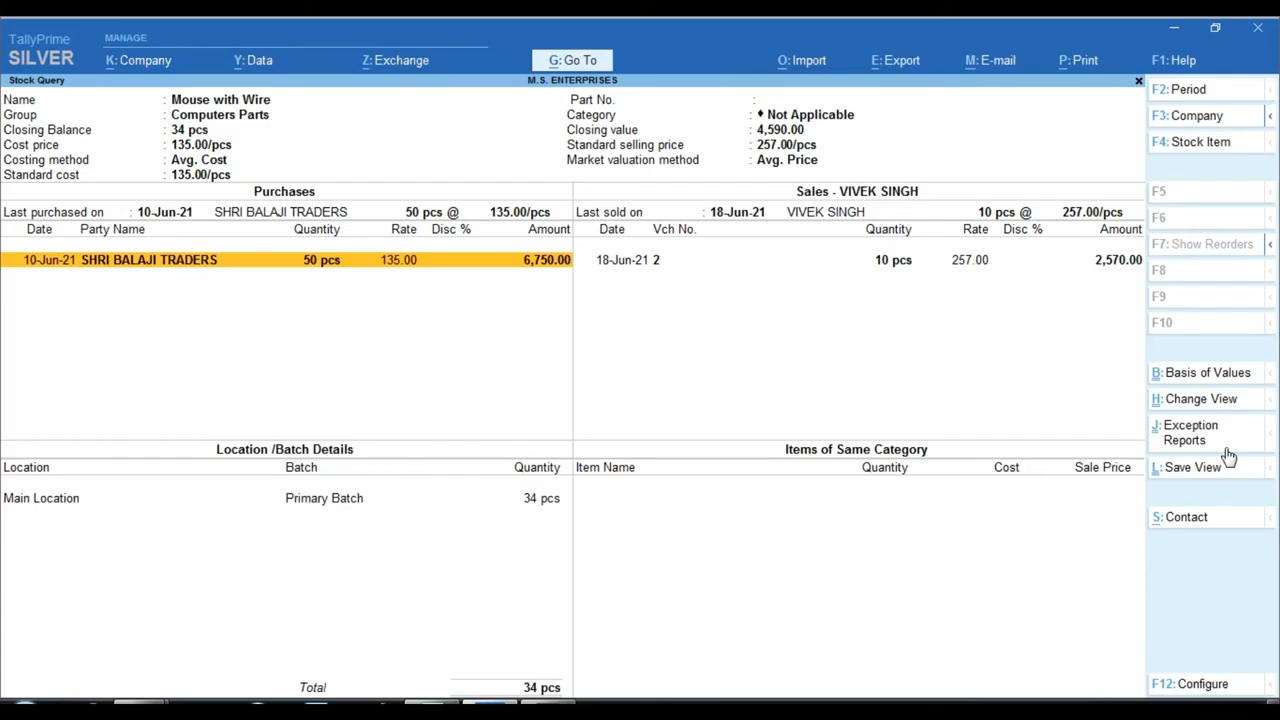 TallyPrime MANAGE
SILVER K: Company Y: Data Z: Exchange G: Go To O: Import E: Export M: E-mail P: Print F1: Help
Stock Query M.S. ENTERPRISES x
Name : Mouse with Wire Part No. :
Group : Computers Parts Category : ♦ Not Applicable
Closing Balance : 34 pcs Closing value : 4,590.00
Cost price : 135.00/pcs Standard selling price : 257.00/pcs
Costing method : Avg. Cost Market valuation method : Avg. Price
Standard cost : 135.00/pcs
Purchases Sales - VIVEK SINGH
Last purchased on : 10-Jun-21 SHRI BALAJI TRADERS 50 pcs @ 135.00/pcs Last sold on : 18-Jun-21 VIVEK SINGH 10 pcs @ 257.00/pcs
Date Party Name Quantity Rate Disc % Amount Date Vch No. Quantity Rate Disc % Amount
10-Jun-21 SHRI BALAJI TRADERS 50 pcs 135.00 6,750.00 18-Jun-21 2 10 pcs 257.00 2,570.00
Location /Batch Details Items of Same Category
Location Batch Quantity Item Name Quantity Cost Sale Price
Main Location Primary Batch 34 pcs
Total 34 pcs
F2: Period
F3: Company
F4: Stock Item
F5
F6
F7: Show Reorders
F8
F9
F10
B: Basis of Values
H: Change View
J: Exception
Reports
L: Save View
S: Contact
F12: Configure